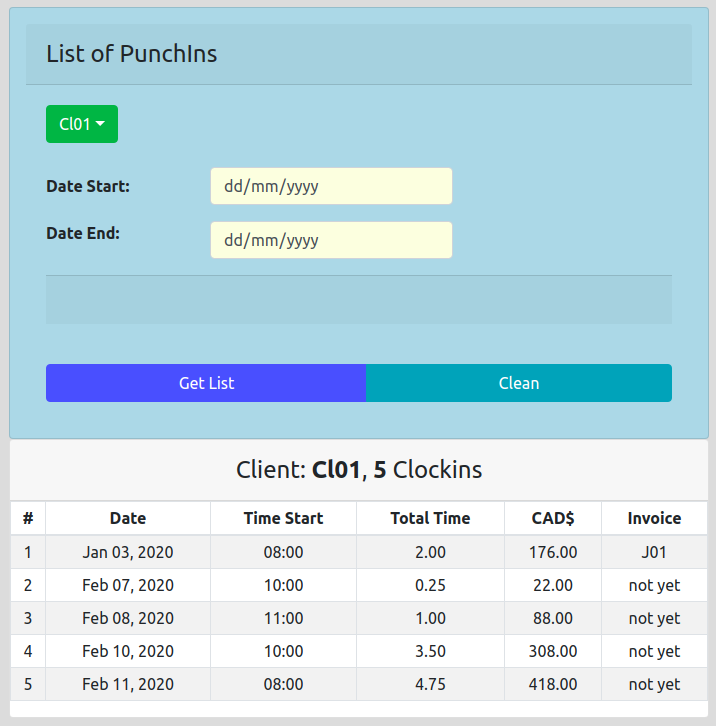 List of PunchIns
Cl01
Date Start: dd/mm/yyyy
Date End: dd/mm/yyyy
Get List Clean
Client: Cl01, 5 Clockins
# Date Time Start Total Time CAD$ Invoice
1 Jan 03, 2020 08:00 2.00 176.00 J01
2 Feb 07, 2020 10:00 0.25 22.00 not yet
3 Feb 08, 2020 11:00 1.00 88.00 not yet
4 Feb 10, 2020 10:00 3.50 308.00 not yet
5 Feb 11, 2020 08:00 4.75 418.00 not yet